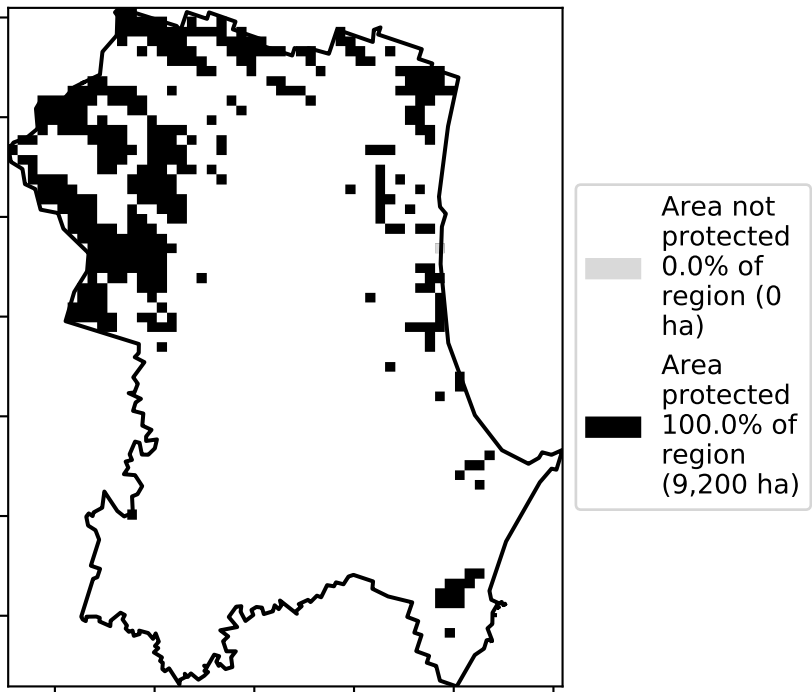 Area not
protected
0.0% of
region (0
ha)
Area
protected
100.0% of
region
(9,200 ha)